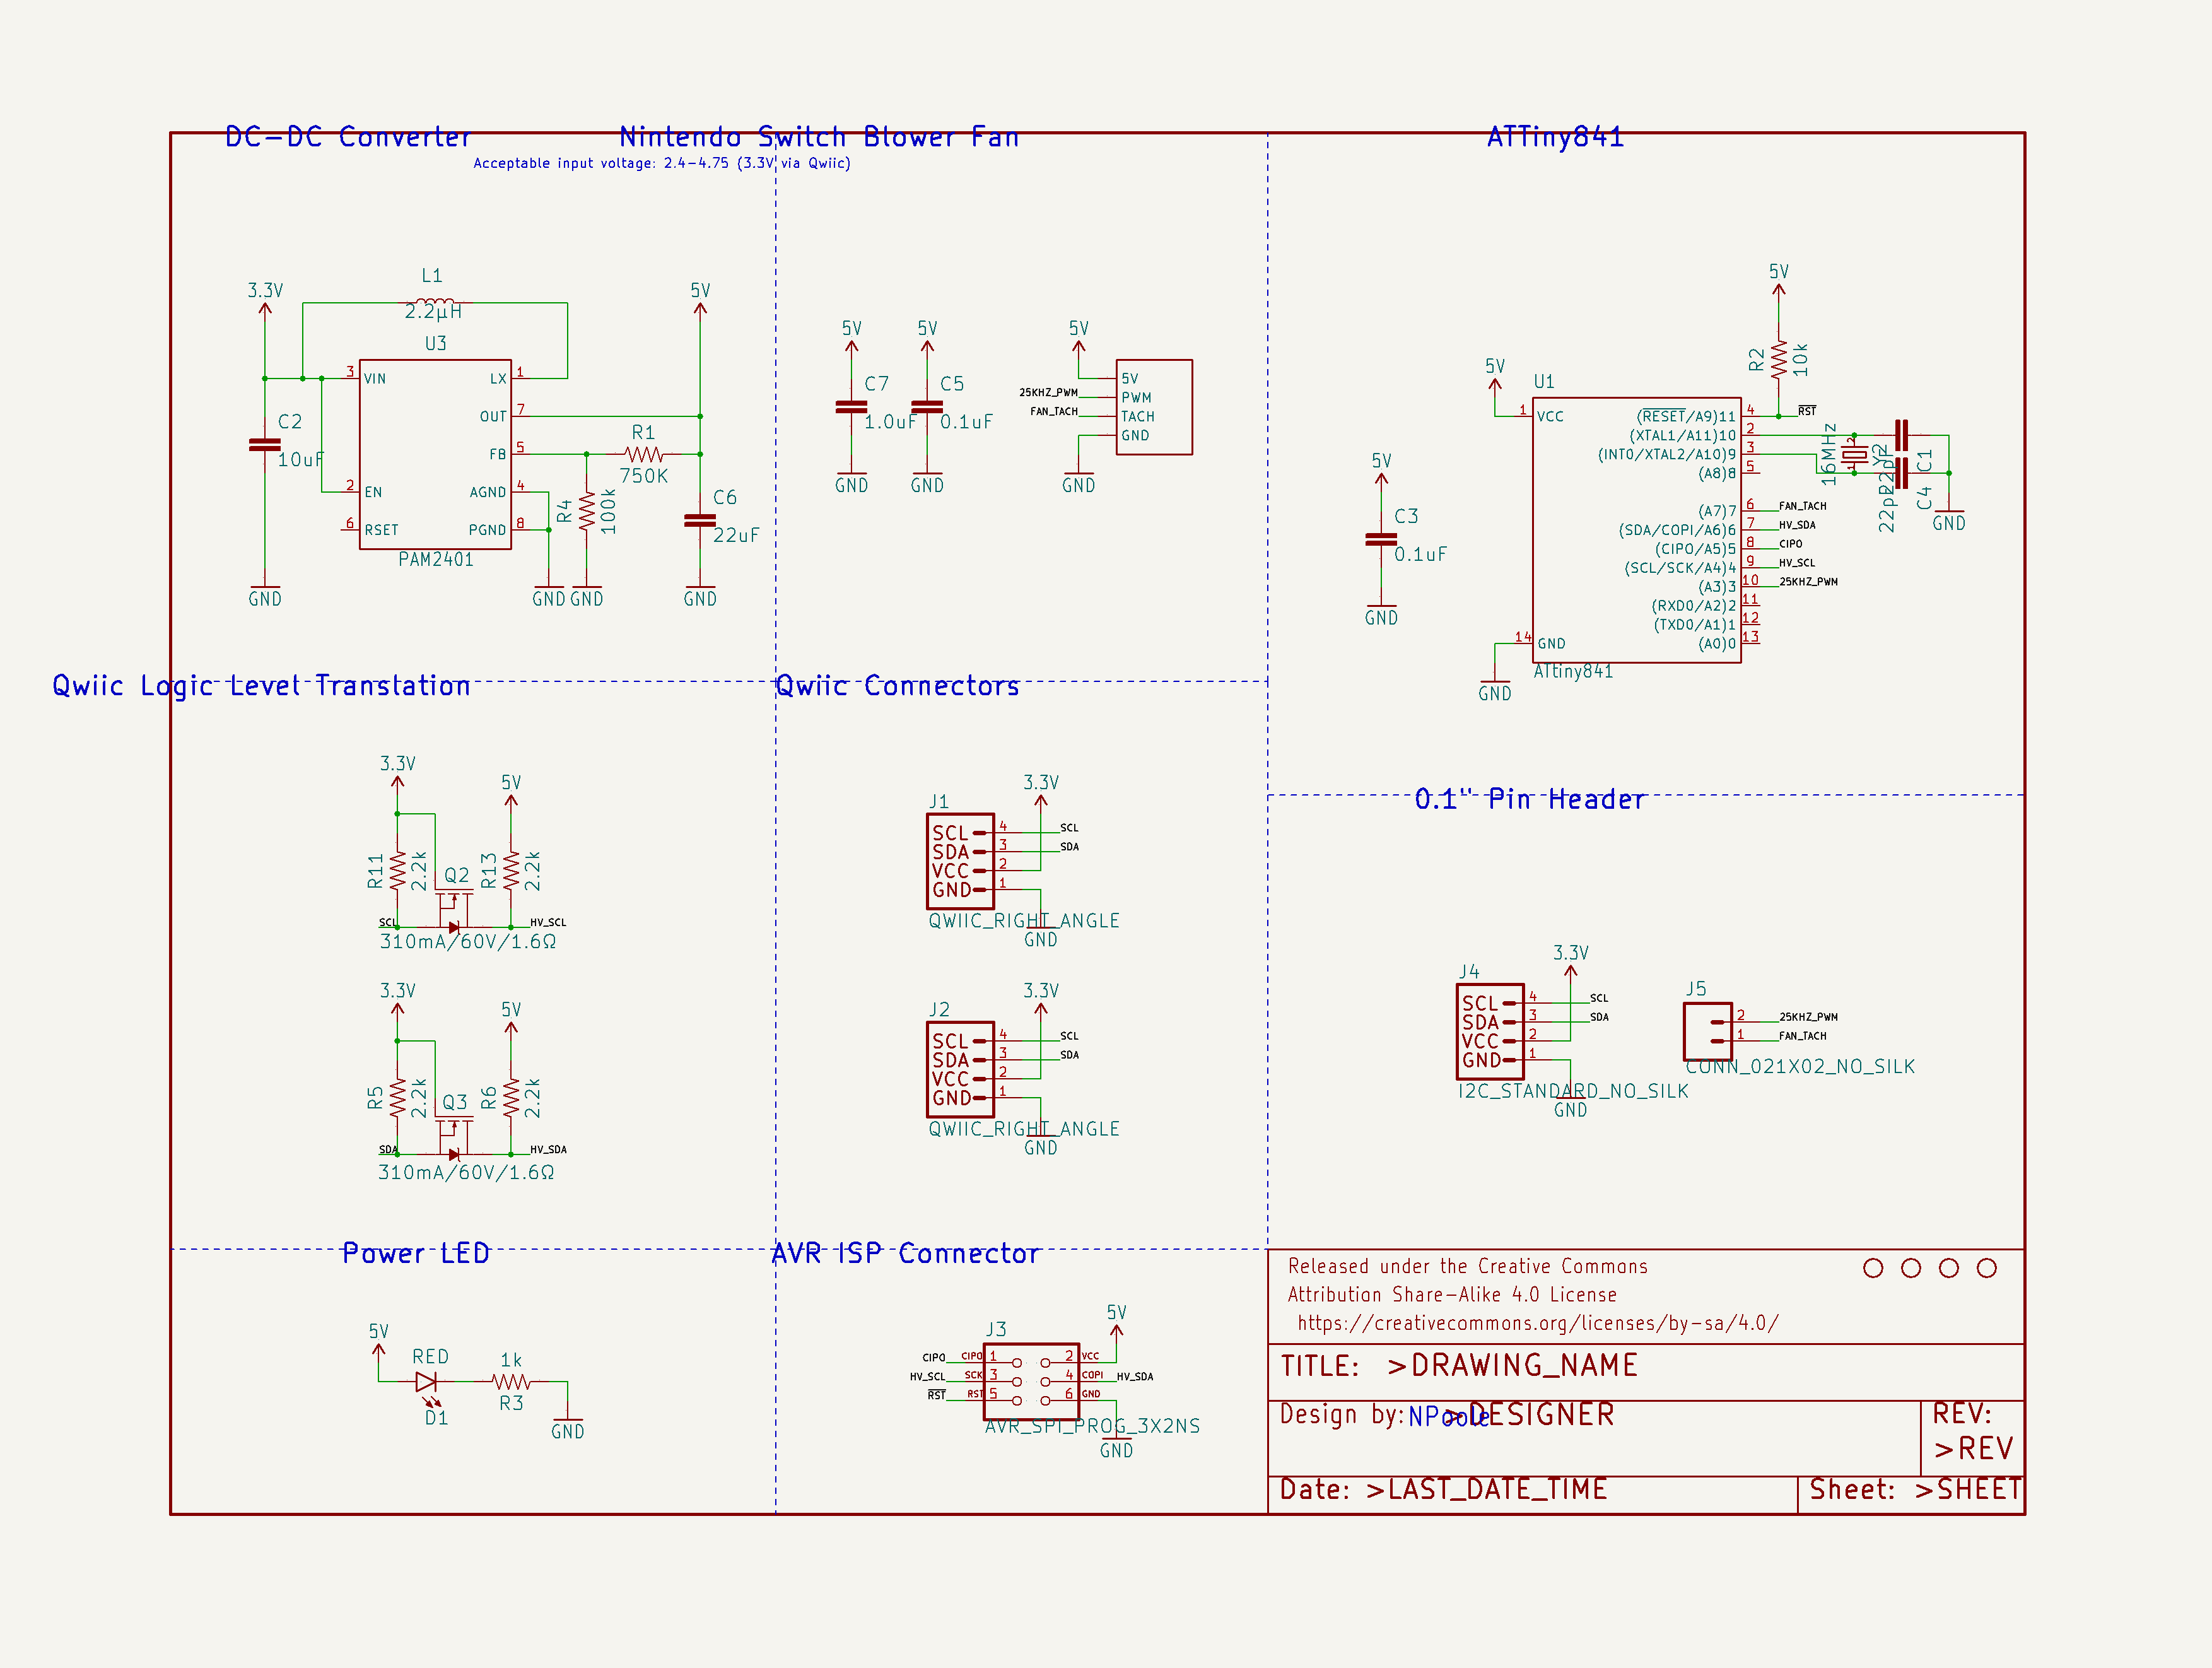 DC-DC Converter
Nintendo Switch Blower Fan
ATTiny841
Acceptable input voltage: 2.4-4.75 (3.3V via Qwiic)
3.3V
L1
2.2µH
5V
U3
3 VIN
LX 1
OUT 7
FB 5
2 EN
AGND 4
6 RSET
PGND 8
PAM2401
C2
10uF
R1
750K
R4
100k
C6
22uF
GND
GND
GND
GND
5V
C7
1.0uF
GND
5V
C5
0.1uF
GND
5V
25KHZ_PWM
FAN_TACH
5V
PWM
TACH
GND
GND
5V
R2
10k
5V
U1
1 VCC
(RESET/A9)11 4 RST
(XTAL1/A11)10 2
(INT0/XTAL2/A10)9 3
(A8)8 5
(A7)7 6 FAN_TACH
(SDA/COPI/A6)6 7 HV_SDA
(CIPO/A5)5 8 CIPO
(SCL/SCK/A4)4 9 HV_SCL
(A3)3 10 25KHZ_PWM
(RXD0/A2)2 11
(TXD0/A1)1 12
(A0)0 13
14 GND
ATtiny841
GND
16MHz
2
1
Y2
22pF
C1
22pF
C4
GND
5V
C3
0.1uF
GND
Qwiic Logic Level Translation
3.3V
5V
R11
2.2k
Q2
R13
2.2k
SCL
HV_SCL
310mA/60V/1.6Ω
3.3V
5V
R5
2.2k
Q3
R6
2.2k
SDA
HV_SDA
310mA/60V/1.6Ω
Qwiic Connectors
3.3V
J1
SCL 4 SCL
SDA 3 SDA
VCC 2
GND 1
QWIIC_RIGHT_ANGLE
GND
3.3V
J2
SCL 4 SCL
SDA 3 SDA
VCC 2
GND 1
QWIIC_RIGHT_ANGLE
GND
0.1" Pin Header
3.3V
J4
SCL 4 SCL
SDA 3 SDA
VCC 2
GND 1
I2C_STANDARD_NO_SILK
GND
J5
2 25KHZ_PWM
1 FAN_TACH
CONN_021X02_NO_SILK
Power LED
5V
RED
D1
1k
R3
GND
AVR ISP Connector
5V
J3
CIPO CIPO 1 2 VCC
HV_SCL SCK 3 4 COPI HV_SDA
RST RST 5 6 GND
AVR_SPI_PROG_3X2NS
GND
Released under the Creative Commons
Attribution Share-Alike 4.0 License
https://creativecommons.org/licenses/by-sa/4.0/
TITLE: >DRAWING_NAME
Design by: NPoole >DESIGNER
REV:
>REV
Date: >LAST_DATE_TIME
Sheet: >SHEET